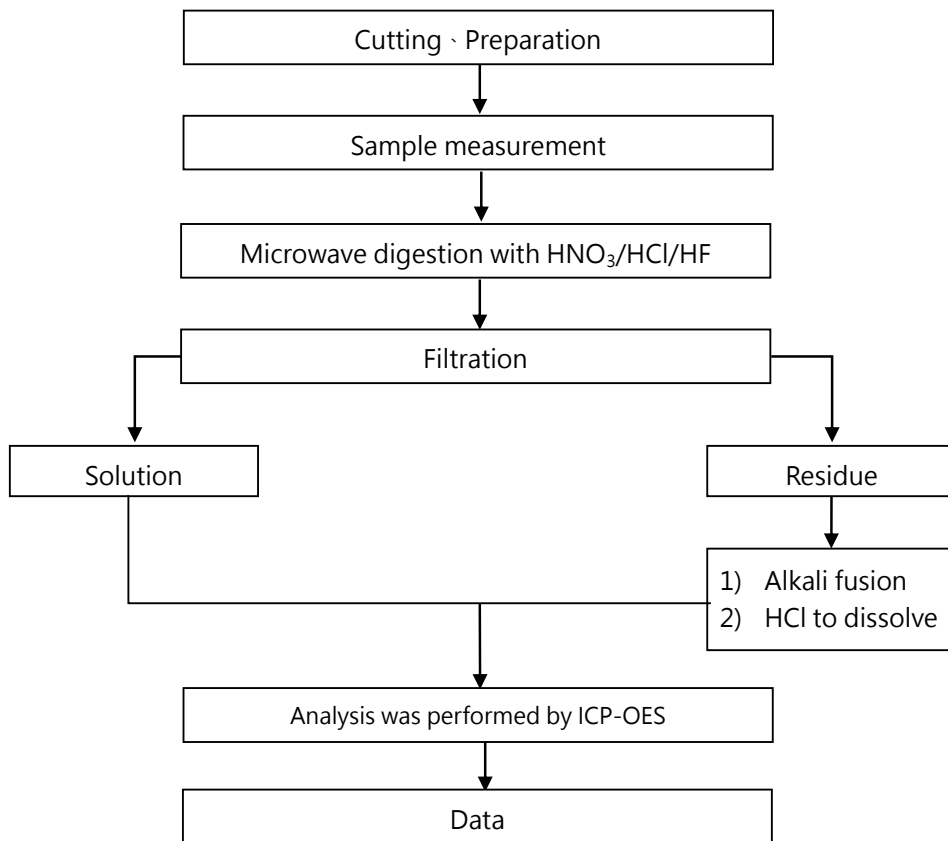 Cutting、Preparation
Sample measurement
Microwave digestion with HNO₃/HCl/HF
Filtration
Solution
Residue
1) Alkali fusion
2) HCl to dissolve
Analysis was performed by ICP-OES
Data